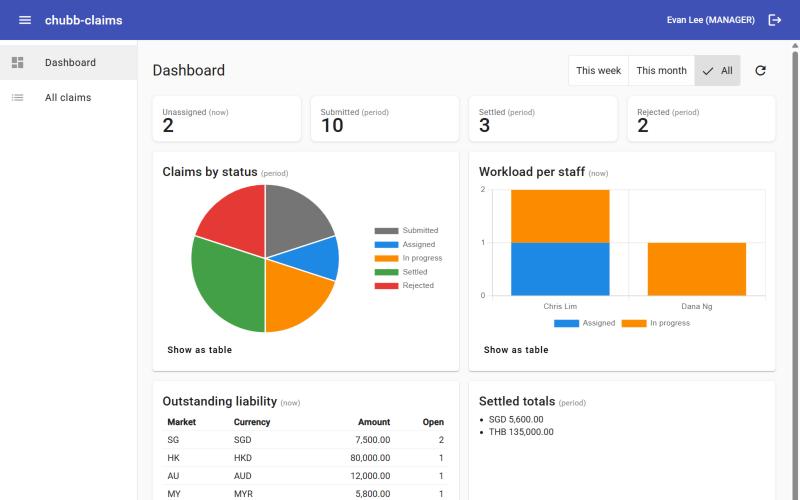 chubb-claims
Evan Lee (MANAGER)
Dashboard
All claims
Dashboard
This week This month All
Unassigned (now)
2
Submitted (period)
10
Settled (period)
3
Rejected (period)
2
Claims by status (period)
Submitted
Assigned
In progress
Settled
Rejected
Show as table
Workload per staff (now)
2
1
0
Chris Lim Dana Ng
Assigned In progress
Show as table
Outstanding liability (now)
Market Currency Amount Open
SG SGD 7,500.00 2
HK HKD 80,000.00 1
AU AUD 12,000.00 1
MY MYR 5,800.00 1
Settled totals (period)
• SGD 5,600.00
• THB 135,000.00